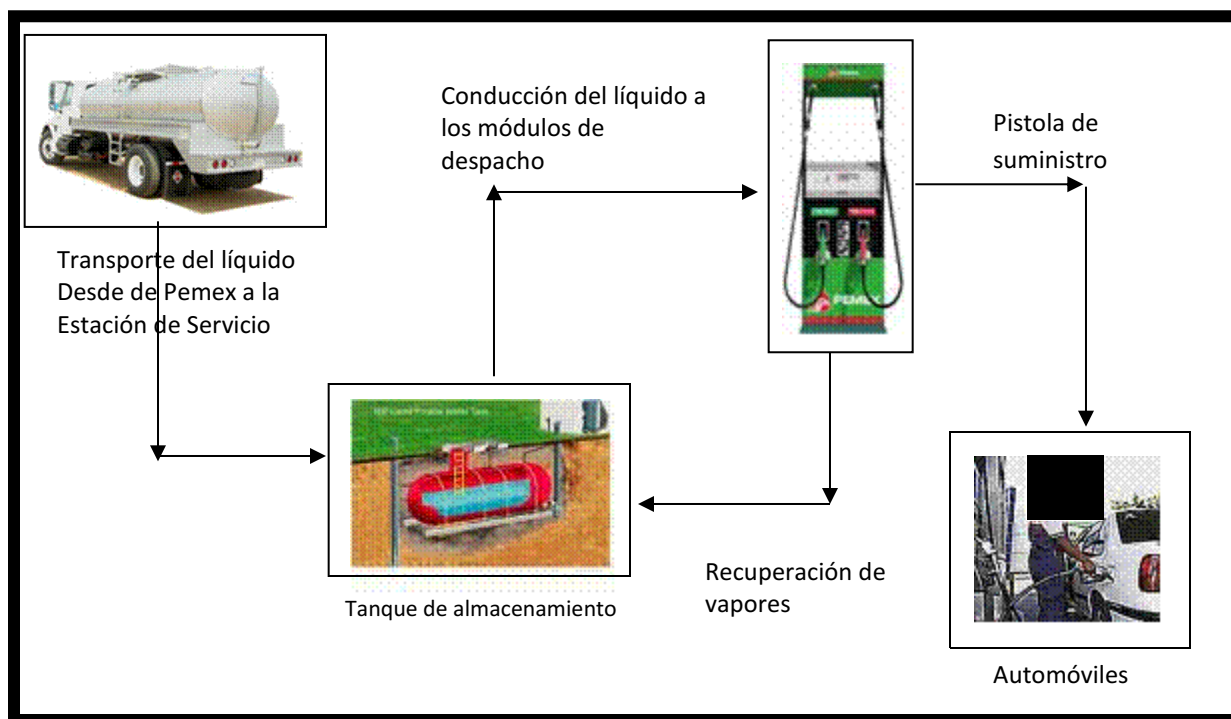 Transporte del líquido
Desde de Pemex a la
Estación de Servicio
Conducción del líquido a
los módulos de
despacho
PEMEX
Pistola de
suministro
Tanque de almacenamiento
Recuperación de
vapores
Automóviles